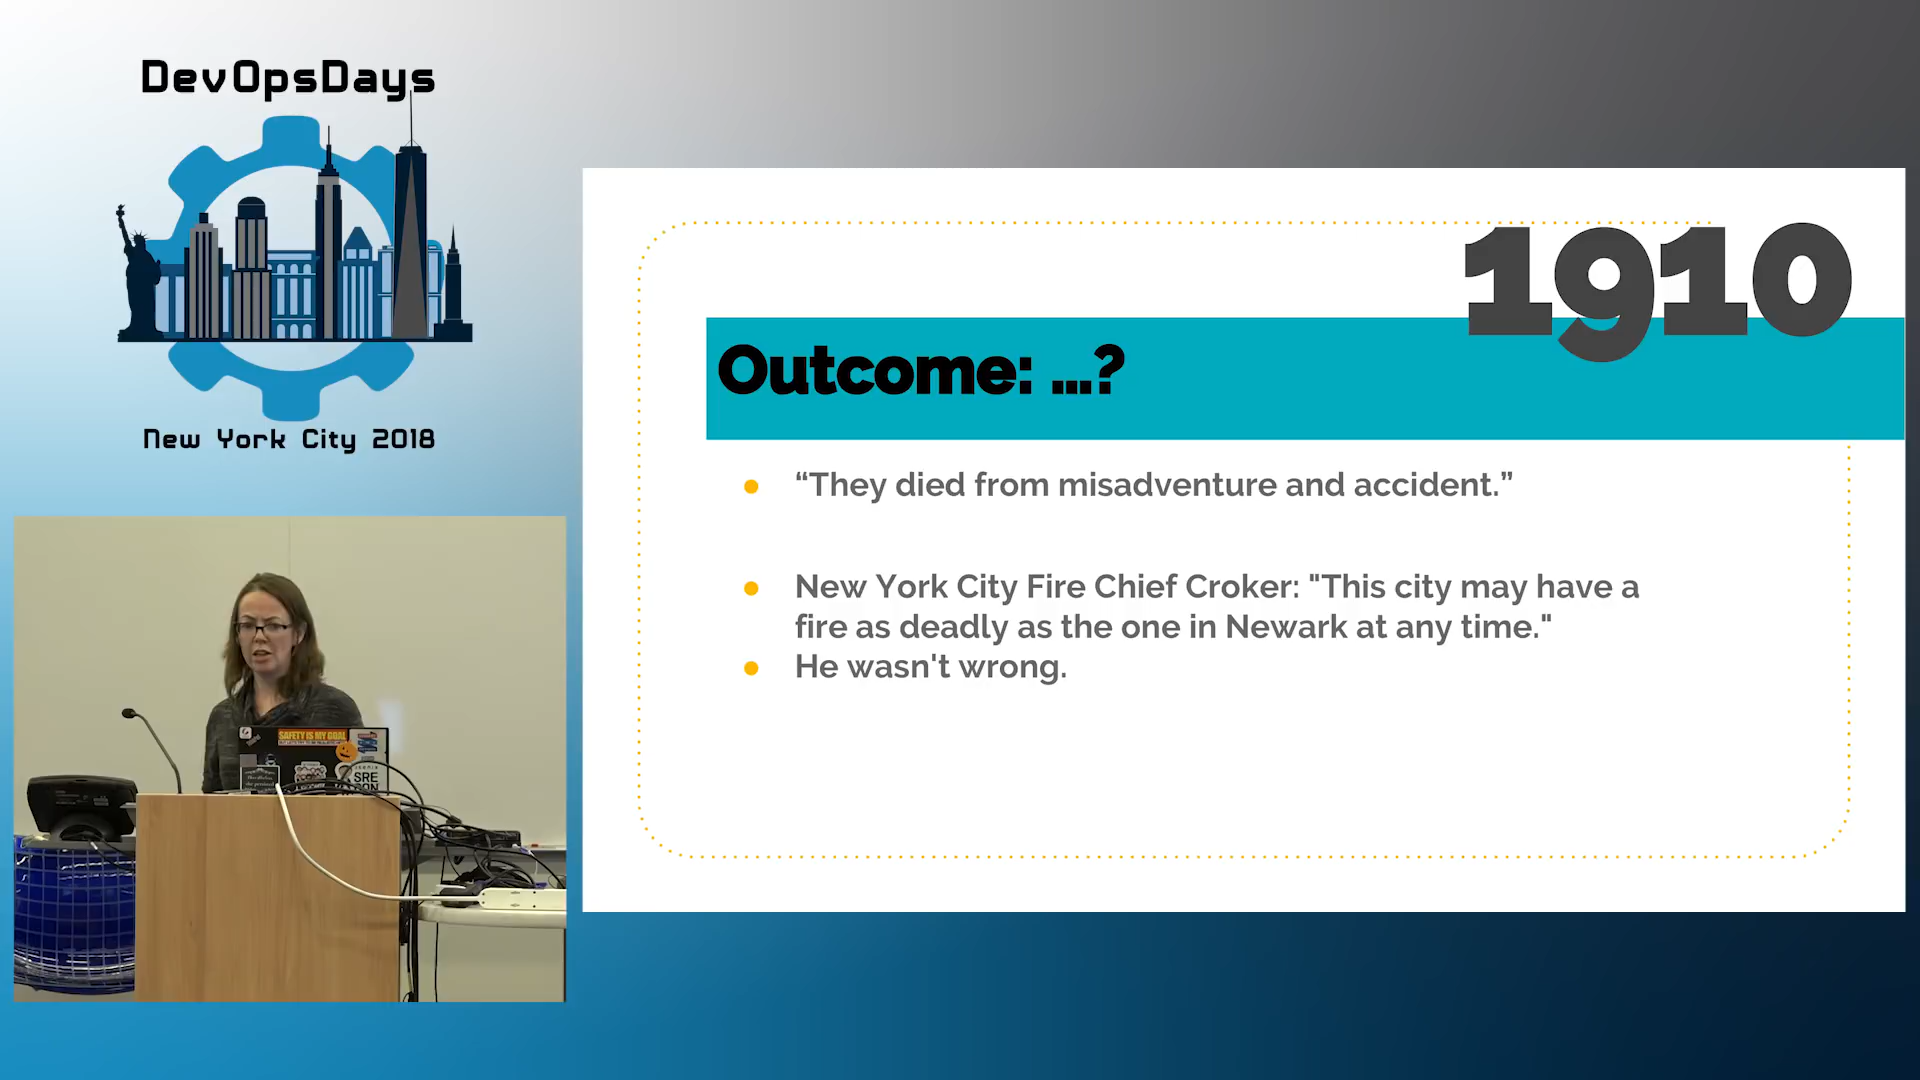 DevOpsDays
New York City 2018
1910
Outcome: ...?
“They died from misadventure and accident.”
New York City Fire Chief Croker: "This city may have a
fire as deadly as the one in Newark at any time."
He wasn't wrong.
SAFETY IS MY GOAL
SRE